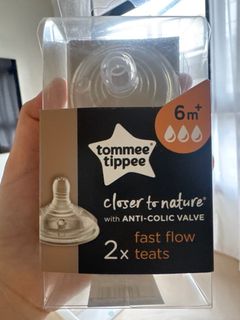 6m+
tommee
tippee
closer to nature®
with ANTI-COLIC VALVE
2x fast flow
teats